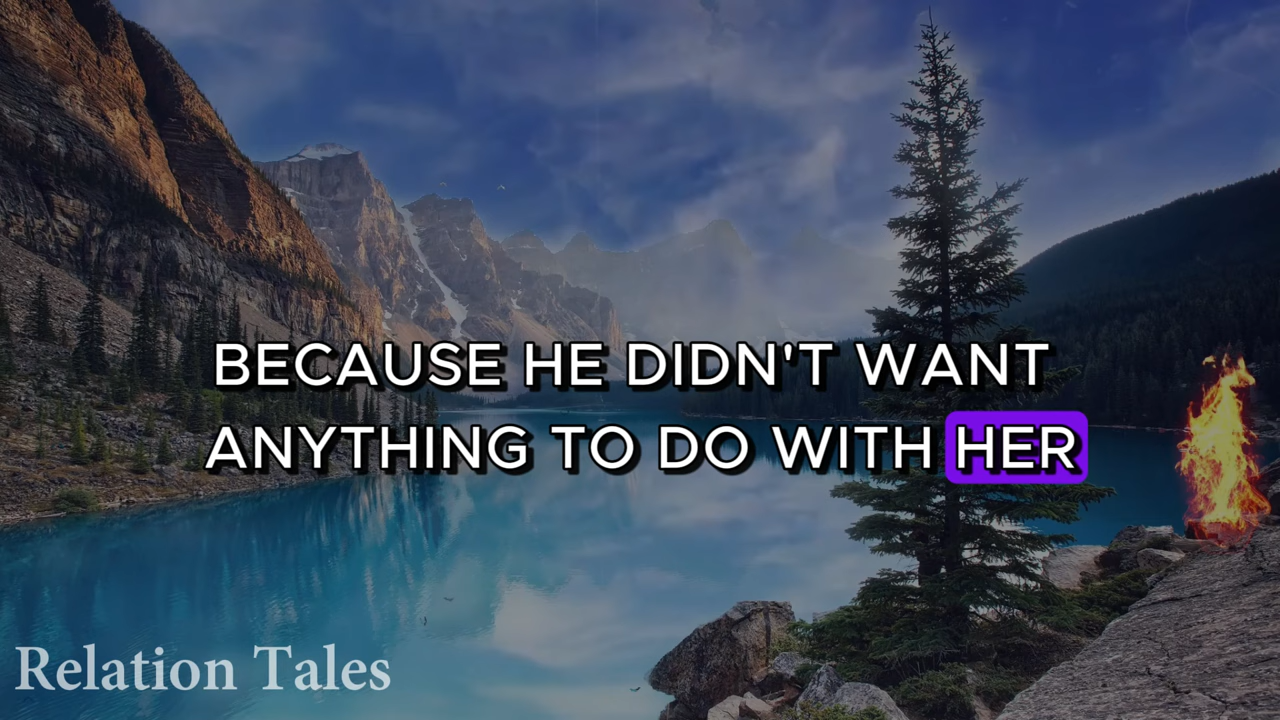 BECAUSE HE DIDN'T WANT
ANYTHING TO DO WITH HER
Relation Tales